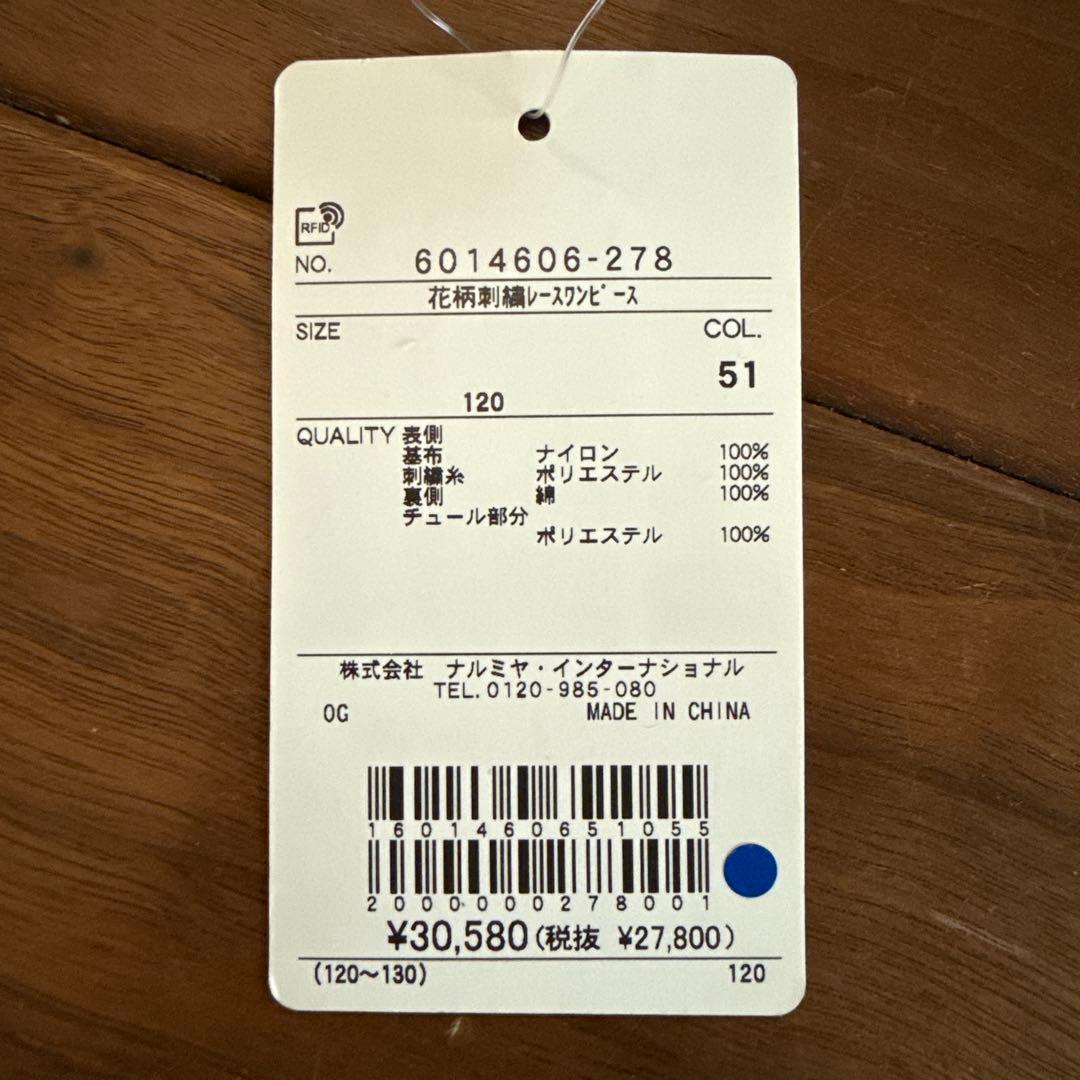 RFID
NO. 6014606-278
花柄刺繍ﾚｰｽﾜﾝﾋﾟｰｽ
SIZE COL.
51
120
QUALITY 表側
基布 ナイロン 100%
刺繍糸 ポリエステル 100%
裏側 綿 100%
チュール部分
ポリエステル 100%
株式会社 ナルミヤ・インターナショナル
TEL.0120-985-080
0G MADE IN CHINA
1601460651055
2000000278001
¥30,580(税抜 ¥27,800)
(120～130) 120